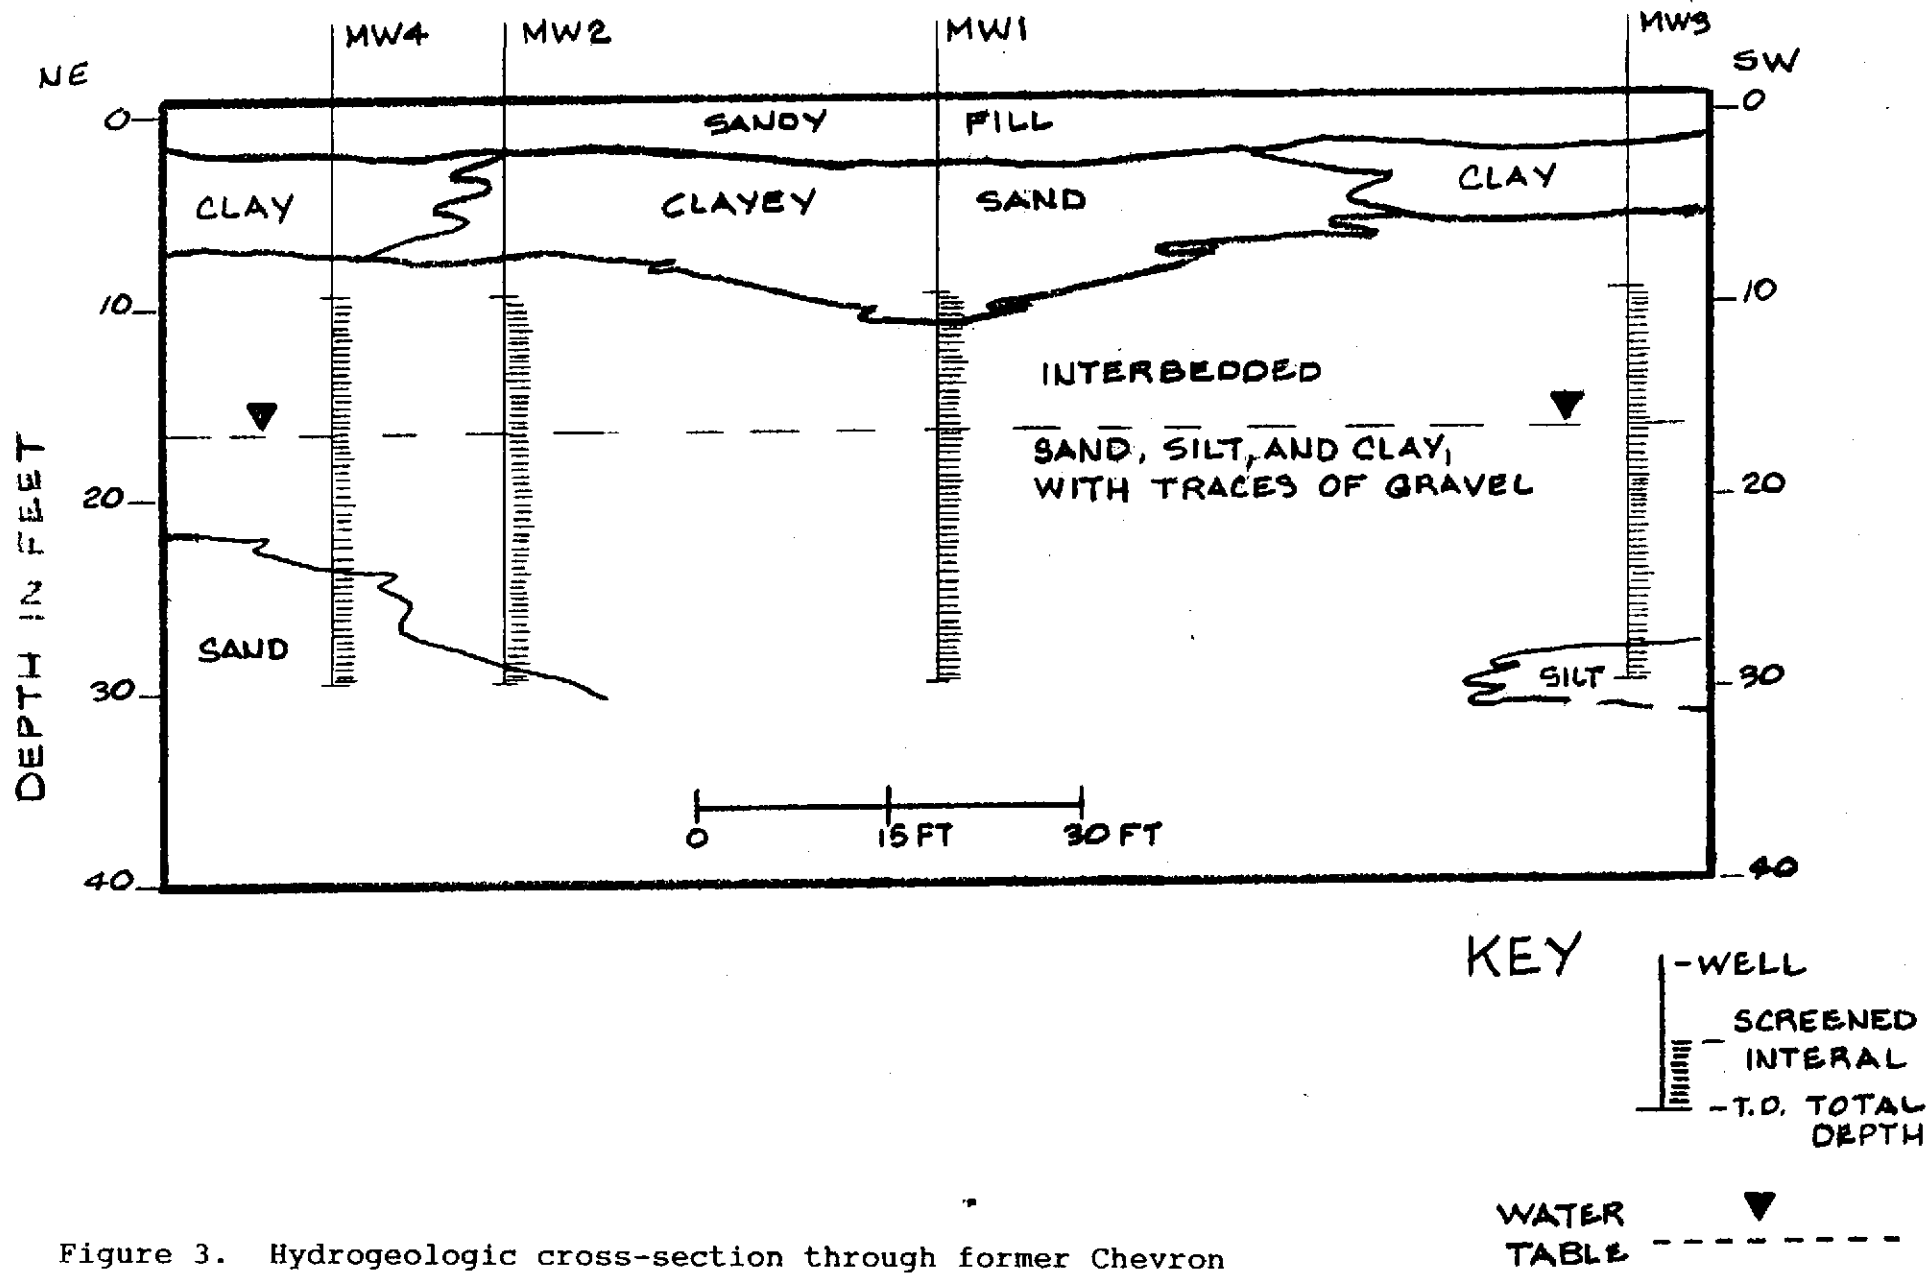 MW4
MW2
MW1
MW3
NE
SW
0
0
SANDY FILL
CLAY
CLAYEY SAND
CLAY
10
10
INTERBEDDED
SAND, SILT, AND CLAY,
WITH TRACES OF GRAVEL
20
20
DEPTH IN FEET
SAND
SILT
30
30
0 15 FT 30 FT
40
40
KEY
-WELL
SCREENED
INTERAL
-T.D. TOTAL
DEPTH
WATER
TABLE
Figure 3. Hydrogeologic cross-section through former Chevron